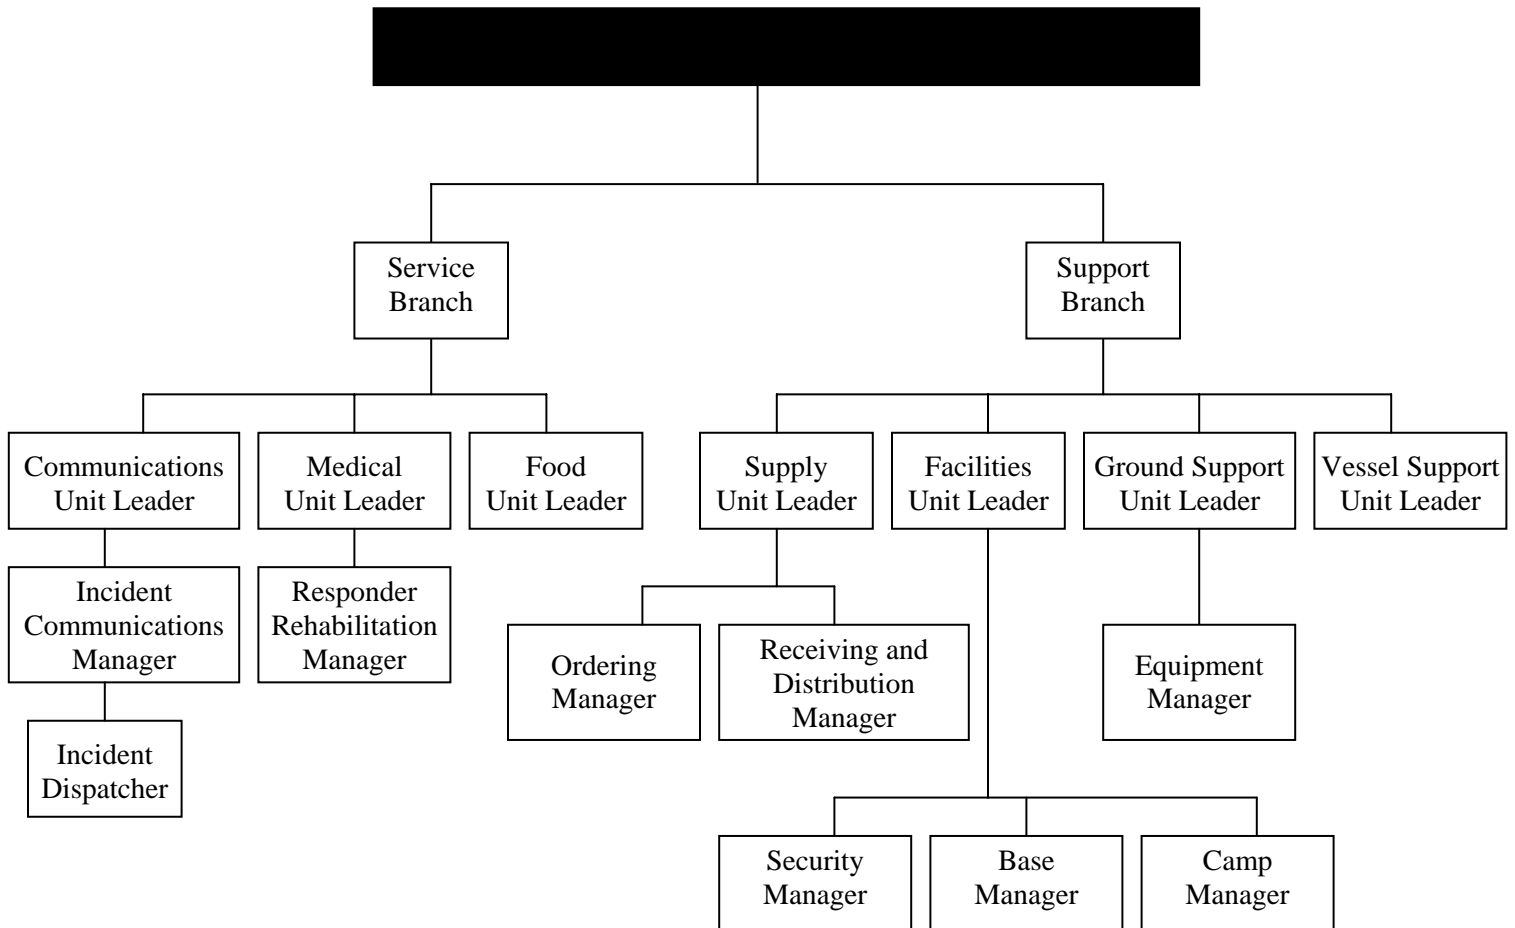 Service
Branch
Support
Branch
Communications
Unit Leader
Medical
Unit Leader
Food
Unit Leader
Supply
Unit Leader
Facilities
Unit Leader
Ground Support
Unit Leader
Vessel Support
Unit Leader
Incident
Communications
Manager
Responder
Rehabilitation
Manager
Ordering
Manager
Receiving and
Distribution
Manager
Equipment
Manager
Incident
Dispatcher
Security
Manager
Base
Manager
Camp
Manager